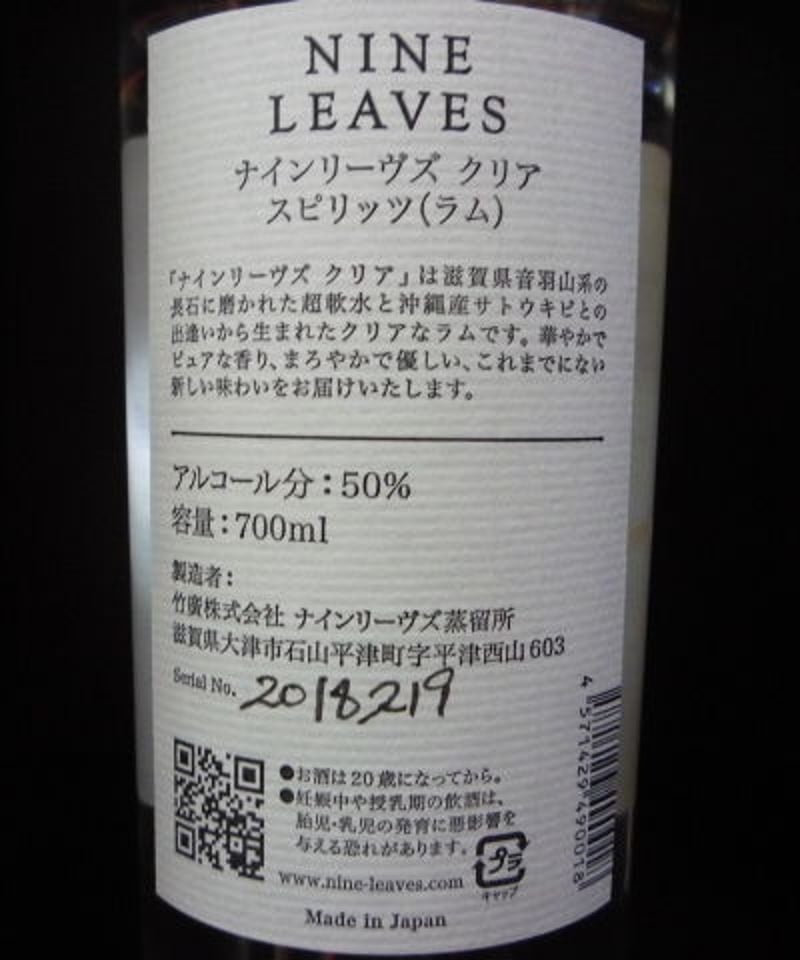 NINE
LEAVES
ナインリーヴズ クリア
スピリッツ(ラム)
『ナインリーヴズ クリア』は滋賀県音羽山系の
長石に磨かれた超軟水と沖縄産サトウキビとの
出逢いから生まれたクリアなラムです。華やかで
ピュアな香り、まろやかで優しい、これまでにない
新しい味わいをお届けいたします。
アルコール分：50%
容量：700ml
製造者：
竹廣株式会社 ナインリーヴズ蒸留所
滋賀県大津市石山平津町字平津西山603
Serial No. 2018219
●お酒は20歳になってから。
●妊娠中や授乳期の飲酒は、
胎児・乳児の発育に悪影響を
与える恐れがあります。
プラ
キャップ
www.nine-leaves.com
Made in Japan
4571429490018